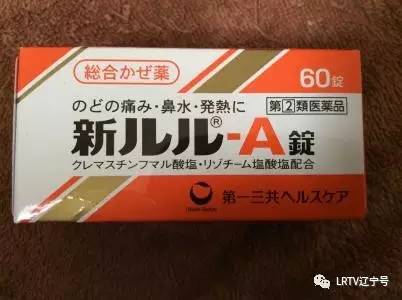 総合かぜ薬
60錠
のどの痛み・鼻水・発熱に
指定第②類医薬品
新ルル®-A錠
クレマスチンフマル酸塩・リゾチーム塩酸塩配合
第一三共ヘルスケア
LRTV辽宁号